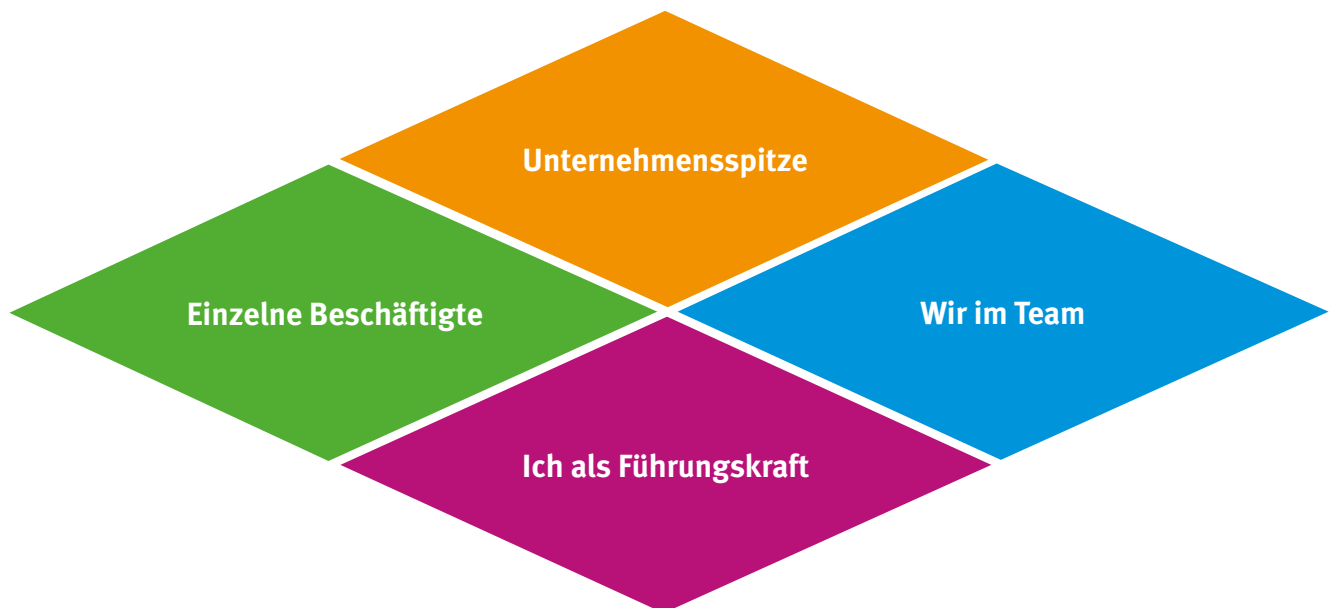 Unternehmensspitze
Einzelne Beschäftigte
Wir im Team
Ich als Führungskraft